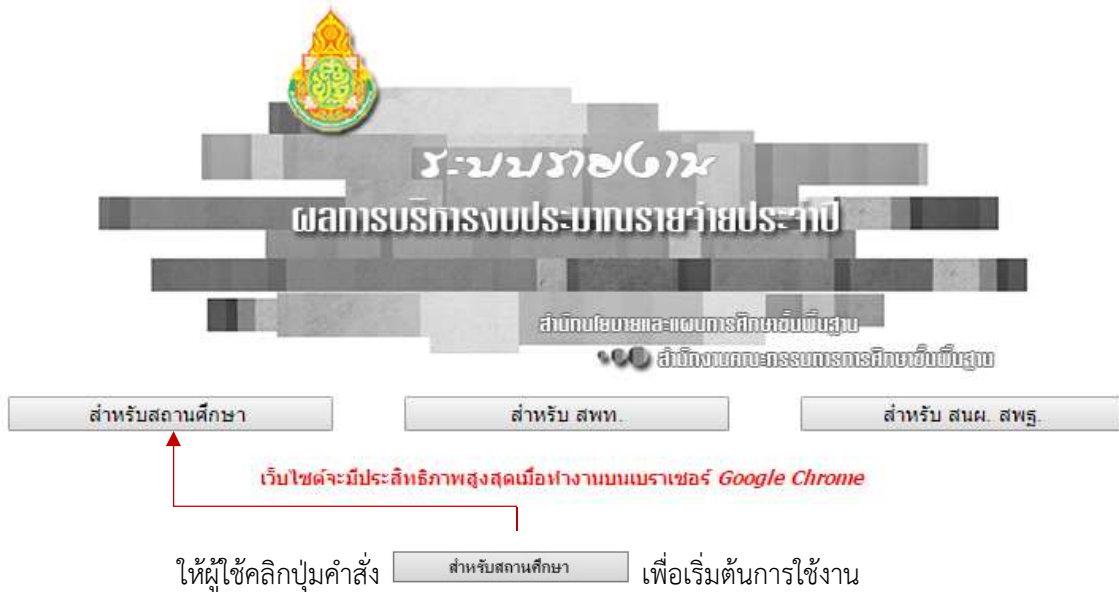 ระบบรายงาน
ผลการบริหารงบประมาณรายจ่ายประจำปี
สำนักนโยบายและแผนการศึกษาขั้นพื้นฐาน
สำนักงานคณะกรรมการการศึกษาขั้นพื้นฐาน
สำหรับสถานศึกษา สำหรับ สพท. สำหรับ สนผ. สพฐ.
เว็บไซต์จะมีประสิทธิภาพสูงสุดเมื่อทำงานบนเบราเซอร์ Google Chrome
ให้ผู้ใช้คลิกปุ่มคำสั่ง สำหรับสถานศึกษา เพื่อเริ่มต้นการใช้งาน